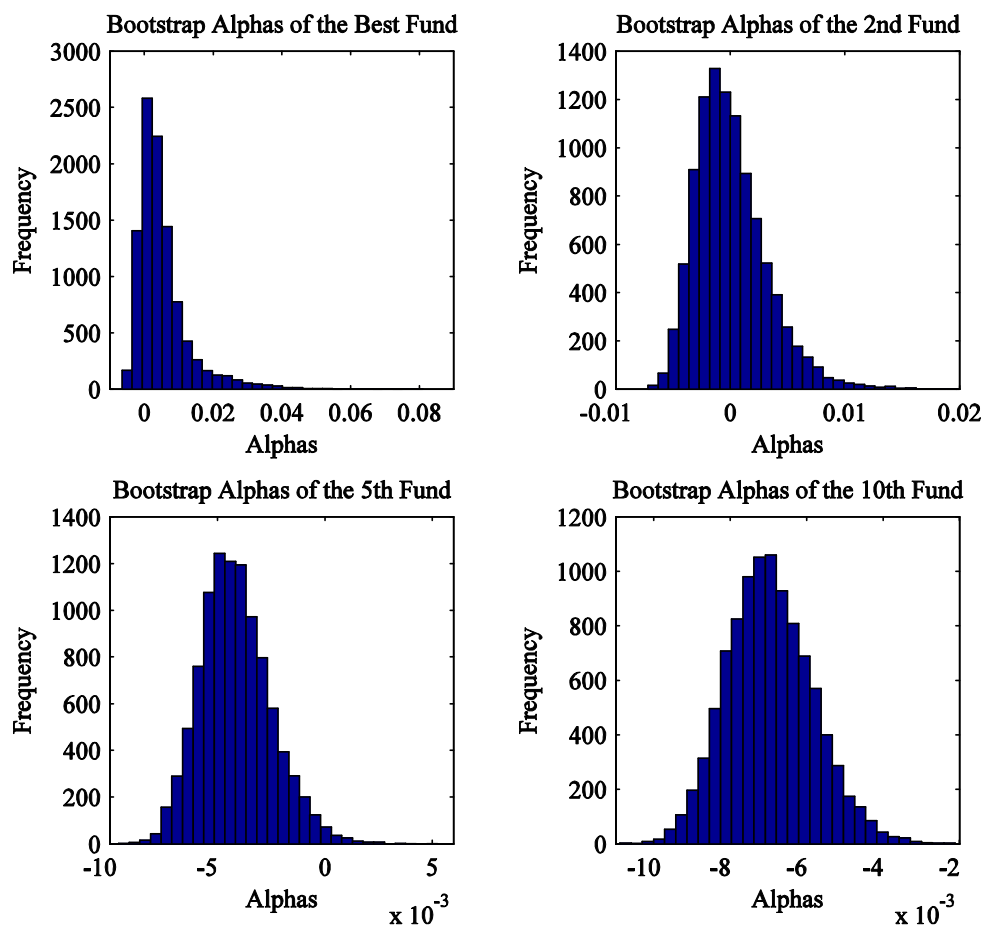 Bootstrap Alphas of the Best Fund
3000
2500
2000
1500
1000
500
0
Frequency
0 0.02 0.04 0.06 0.08
Alphas
Bootstrap Alphas of the 2nd Fund
1400
1200
1000
800
600
400
200
0
Frequency
-0.01 0 0.01 0.02
Alphas
Bootstrap Alphas of the 5th Fund
1400
1200
1000
800
600
400
200
0
Frequency
-10 -5 0 5
Alphas
x 10-3
Bootstrap Alphas of the 10th Fund
1200
1000
800
600
400
200
0
Frequency
-10 -8 -6 -4 -2
Alphas
x 10-3